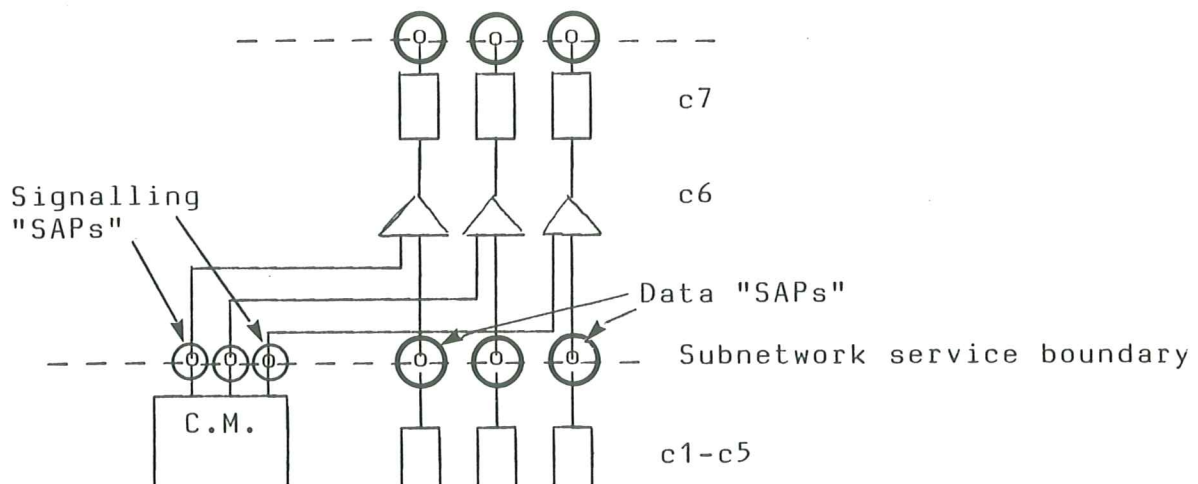 c7
Signalling
"SAPs"
c6
Data "SAPs"
Subnetwork service boundary
C.M.
c1-c5